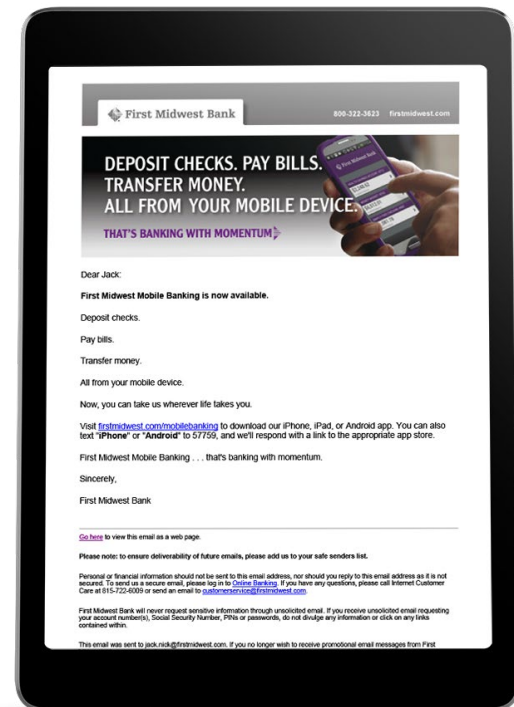 First Midwest Bank
800-322-3623 firstmidwest.com
DEPOSIT CHECKS. PAY BILLS.
TRANSFER MONEY.
ALL FROM YOUR MOBILE DEVICE.
THAT'S BANKING WITH MOMENTUM
Dear Jack:
First Midwest Mobile Banking is now available.
Deposit checks.
Pay bills.
Transfer money.
All from your mobile device.
Now, you can take us wherever life takes you.
Visit firstmidwest.com/mobilebanking to download our iPhone, iPad, or Android app. You can also
text "iPhone" or "Android" to 57759, and we'll respond with a link to the appropriate app store.
First Midwest Mobile Banking . . . that's banking with momentum.
Sincerely,
First Midwest Bank
Go here to view this email as a web page.
Please note: to ensure deliverability of future emails, please add us to your safe senders list.
Personal or financial information should not be sent to this email address, nor should you reply to this email address as it is not
secured. To send us a secure email, please log in to Online Banking. If you have any questions, please call Internet Customer
Care at 815-722-6009 or send an email to customerservice@firstmidwest.com.
First Midwest Bank will never request sensitive information through unsolicited email. If you receive unsolicited email requesting
your account number(s), Social Security Number, PINs or passwords, do not divulge any information or click on any links
contained within.
This email was sent to jack.nick@firstmidwest.com. If you no longer wish to receive promotional email messages from First